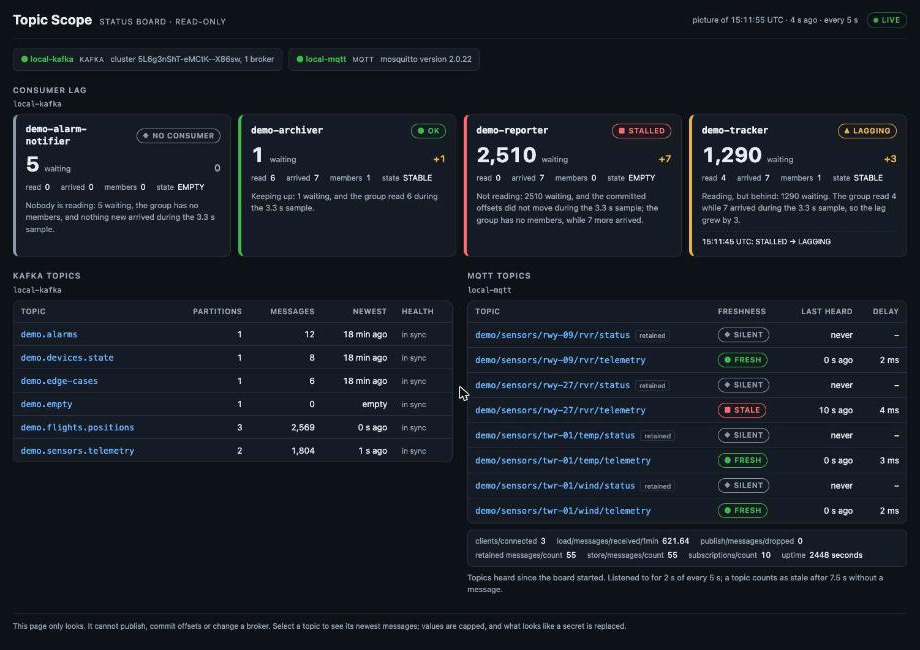 Topic Scope STATUS BOARD · READ-ONLY
picture of 15:11:55 UTC · 4 s ago · every 5 s LIVE
local-kafka KAFKA cluster 5L6g3nShT-eMCtK--X86sw, 1 broker
local-mqtt MQTT mosquitto version 2.0.22
CONSUMER LAG
local-kafka
demo-alarm-notifier NO CONSUMER
5 waiting 0
read 0 arrived 0 members 0 state EMPTY
Nobody is reading: 5 waiting, the group has no
members, and nothing new arrived during the 3.3 s
sample.
demo-archiver OK
1 waiting +1
read 6 arrived 7 members 1 state STABLE
Keeping up: 1 waiting, and the group read 6 during
the 3.3 s sample.
demo-reporter STALLED
2,510 waiting +7
read 0 arrived 7 members 0 state EMPTY
Not reading: 2510 waiting, and the committed
offsets did not move during the 3.3 s sample; the
group has no members, while 7 more arrived.
demo-tracker LAGGING
1,290 waiting +3
read 4 arrived 7 members 1 state STABLE
Reading, but behind: 1290 waiting. The group read 4
while 7 arrived during the 3.3 s sample, so the lag
grew by 3.
15:11:45 UTC: STALLED → LAGGING
KAFKA TOPICS
local-kafka
TOPIC PARTITIONS MESSAGES NEWEST HEALTH
demo.alarms 1 12 18 min ago in sync
demo.devices.state 1 8 18 min ago in sync
demo.edge-cases 1 6 18 min ago in sync
demo.empty 1 0 empty in sync
demo.flights.positions 3 2,569 0 s ago in sync
demo.sensors.telemetry 2 1,804 1 s ago in sync
MQTT TOPICS
local-mqtt
TOPIC FRESHNESS LAST HEARD DELAY
demo/sensors/rwy-09/rvr/status retained SILENT never –
demo/sensors/rwy-09/rvr/telemetry FRESH 0 s ago 2 ms
demo/sensors/rwy-27/rvr/status retained SILENT never –
demo/sensors/rwy-27/rvr/telemetry STALE 10 s ago 4 ms
demo/sensors/twr-01/temp/status retained SILENT never –
demo/sensors/twr-01/temp/telemetry FRESH 0 s ago 3 ms
demo/sensors/twr-01/wind/status retained SILENT never –
demo/sensors/twr-01/wind/telemetry FRESH 0 s ago 2 ms
clients/connected 3 load/messages/received/1min 621.64 publish/messages/dropped 0
retained messages/count 55 store/messages/count 55 subscriptions/count 10 uptime 2448 seconds
Topics heard since the board started. Listened to for 2 s of every 5 s; a topic counts as stale after 7.5 s without a
message.
This page only looks. It cannot publish, commit offsets or change a broker. Select a topic to see its newest messages; values are capped, and what looks like a secret is replaced.